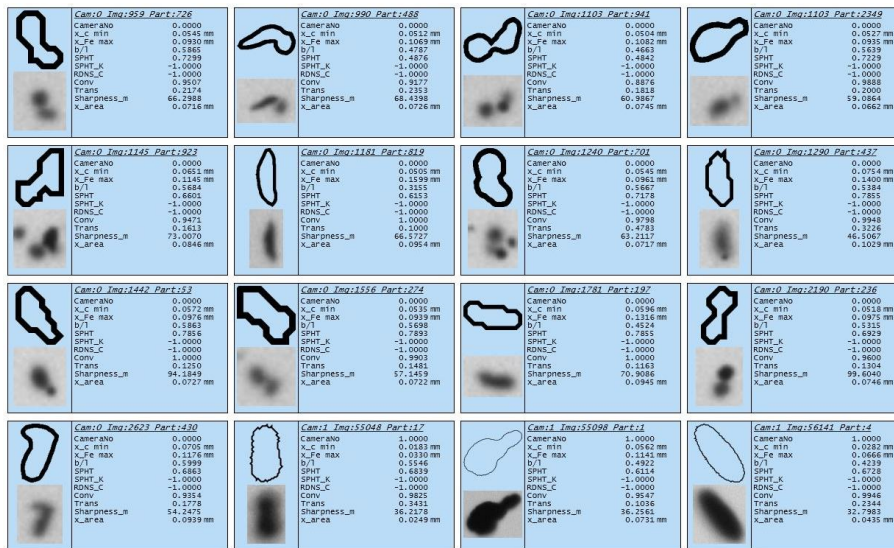 Cam:0 Img:959 Part:726
CameraNo 0.0000
x_c min 0.0545 mm
x_Fe max 0.0930 mm
b/l 0.5865
SPHT 0.7299
SPHT_K -1.0000
RDNS_C -1.0000
Conv 0.9507
Trans 0.2174
Sharpness_m 66.2988
x_area 0.0716 mm
Cam:0 Img:990 Part:488
CameraNo 0.0000
x_c min 0.0512 mm
x_Fe max 0.1069 mm
b/l 0.4787
SPHT 0.4876
SPHT_K -1.0000
RDNS_C -1.0000
Conv 0.9177
Trans 0.2353
Sharpness_m 68.4398
x_area 0.0726 mm
Cam:0 Img:1103 Part:941
CameraNo 0.0000
x_c min 0.0504 mm
x_Fe max 0.1082 mm
b/l 0.4663
SPHT 0.4842
SPHT_K -1.0000
RDNS_C -1.0000
Conv 0.8876
Trans 0.1818
Sharpness_m 60.9867
x_area 0.0745 mm
Cam:0 Img:1103 Part:2349
CameraNo 0.0000
x_c min 0.0527 mm
x_Fe max 0.0935 mm
b/l 0.5639
SPHT 0.7229
SPHT_K -1.0000
RDNS_C -1.0000
Conv 0.9888
Trans 0.2000
Sharpness_m 59.0864
x_area 0.0662 mm
Cam:0 Img:1145 Part:923
CameraNo 0.0000
x_c min 0.0651 mm
x_Fe max 0.1145 mm
b/l 0.5684
SPHT 0.6601
SPHT_K -1.0000
RDNS_C -1.0000
Conv 0.9471
Trans 0.1613
Sharpness_m 73.0070
x_area 0.0846 mm
Cam:0 Img:1181 Part:819
CameraNo 0.0000
x_c min 0.0505 mm
x_Fe max 0.1599 mm
b/l 0.3155
SPHT 0.6153
SPHT_K -1.0000
RDNS_C -1.0000
Conv 1.0000
Trans 0.1000
Sharpness_m 66.5727
x_area 0.0954 mm
Cam:0 Img:1240 Part:701
CameraNo 0.0000
x_c min 0.0545 mm
x_Fe max 0.0961 mm
b/l 0.5667
SPHT 0.7178
SPHT_K -1.0000
RDNS_C -1.0000
Conv 0.9798
Trans 0.4783
Sharpness_m 63.2117
x_area 0.0717 mm
Cam:0 Img:1290 Part:437
CameraNo 0.0000
x_c min 0.0754 mm
x_Fe max 0.1400 mm
b/l 0.5384
SPHT 0.7855
SPHT_K -1.0000
RDNS_C -1.0000
Conv 0.9948
Trans 0.3226
Sharpness_m 46.5067
x_area 0.1029 mm
Cam:0 Img:1442 Part:53
CameraNo 0.0000
x_c min 0.0572 mm
x_Fe max 0.0976 mm
b/l 0.5863
SPHT 0.7856
SPHT_K -1.0000
RDNS_C -1.0000
Conv 1.0000
Trans 0.1250
Sharpness_m 94.1849
x_area 0.0727 mm
Cam:0 Img:1556 Part:274
CameraNo 0.0000
x_c min 0.0535 mm
x_Fe max 0.0939 mm
b/l 0.5698
SPHT 0.7893
SPHT_K -1.0000
RDNS_C -1.0000
Conv 0.9903
Trans 0.1481
Sharpness_m 57.1459
x_area 0.0722 mm
Cam:0 Img:1781 Part:197
CameraNo 0.0000
x_c min 0.0596 mm
x_Fe max 0.1316 mm
b/l 0.4524
SPHT 0.7855
SPHT_K -1.0000
RDNS_C -1.0000
Conv 1.0000
Trans 0.1163
Sharpness_m 70.9086
x_area 0.0945 mm
Cam:0 Img:2190 Part:236
CameraNo 0.0000
x_c min 0.0518 mm
x_Fe max 0.0975 mm
b/l 0.5315
SPHT 0.6929
SPHT_K -1.0000
RDNS_C -1.0000
Conv 0.9600
Trans 0.1304
Sharpness_m 99.6040
x_area 0.0746 mm
Cam:0 Img:2623 Part:430
CameraNo 0.0000
x_c min 0.0705 mm
x_Fe max 0.1176 mm
b/l 0.5999
SPHT 0.6863
SPHT_K -1.0000
RDNS_C -1.0000
Conv 0.9354
Trans 0.1778
Sharpness_m 54.2475
x_area 0.0939 mm
Cam:1 Img:55048 Part:17
CameraNo 1.0000
x_c min 0.0183 mm
x_Fe max 0.0330 mm
b/l 0.5546
SPHT 0.6839
SPHT_K -1.0000
RDNS_C -1.0000
Conv 0.9825
Trans 0.3431
Sharpness_m 36.2178
x_area 0.0249 mm
Cam:1 Img:55098 Part:1
CameraNo 1.0000
x_c min 0.0562 mm
x_Fe max 0.1141 mm
b/l 0.4922
SPHT 0.6114
SPHT_K -1.0000
RDNS_C -1.0000
Conv 0.9547
Trans 0.1036
Sharpness_m 36.2561
x_area 0.0731 mm
Cam:1 Img:56141 Part:4
CameraNo 1.0000
x_c min 0.0282 mm
x_Fe max 0.0666 mm
b/l 0.4239
SPHT 0.6728
SPHT_K -1.0000
RDNS_C -1.0000
Conv 0.9946
Trans 0.2344
Sharpness_m 32.7983
x_area 0.0435 mm